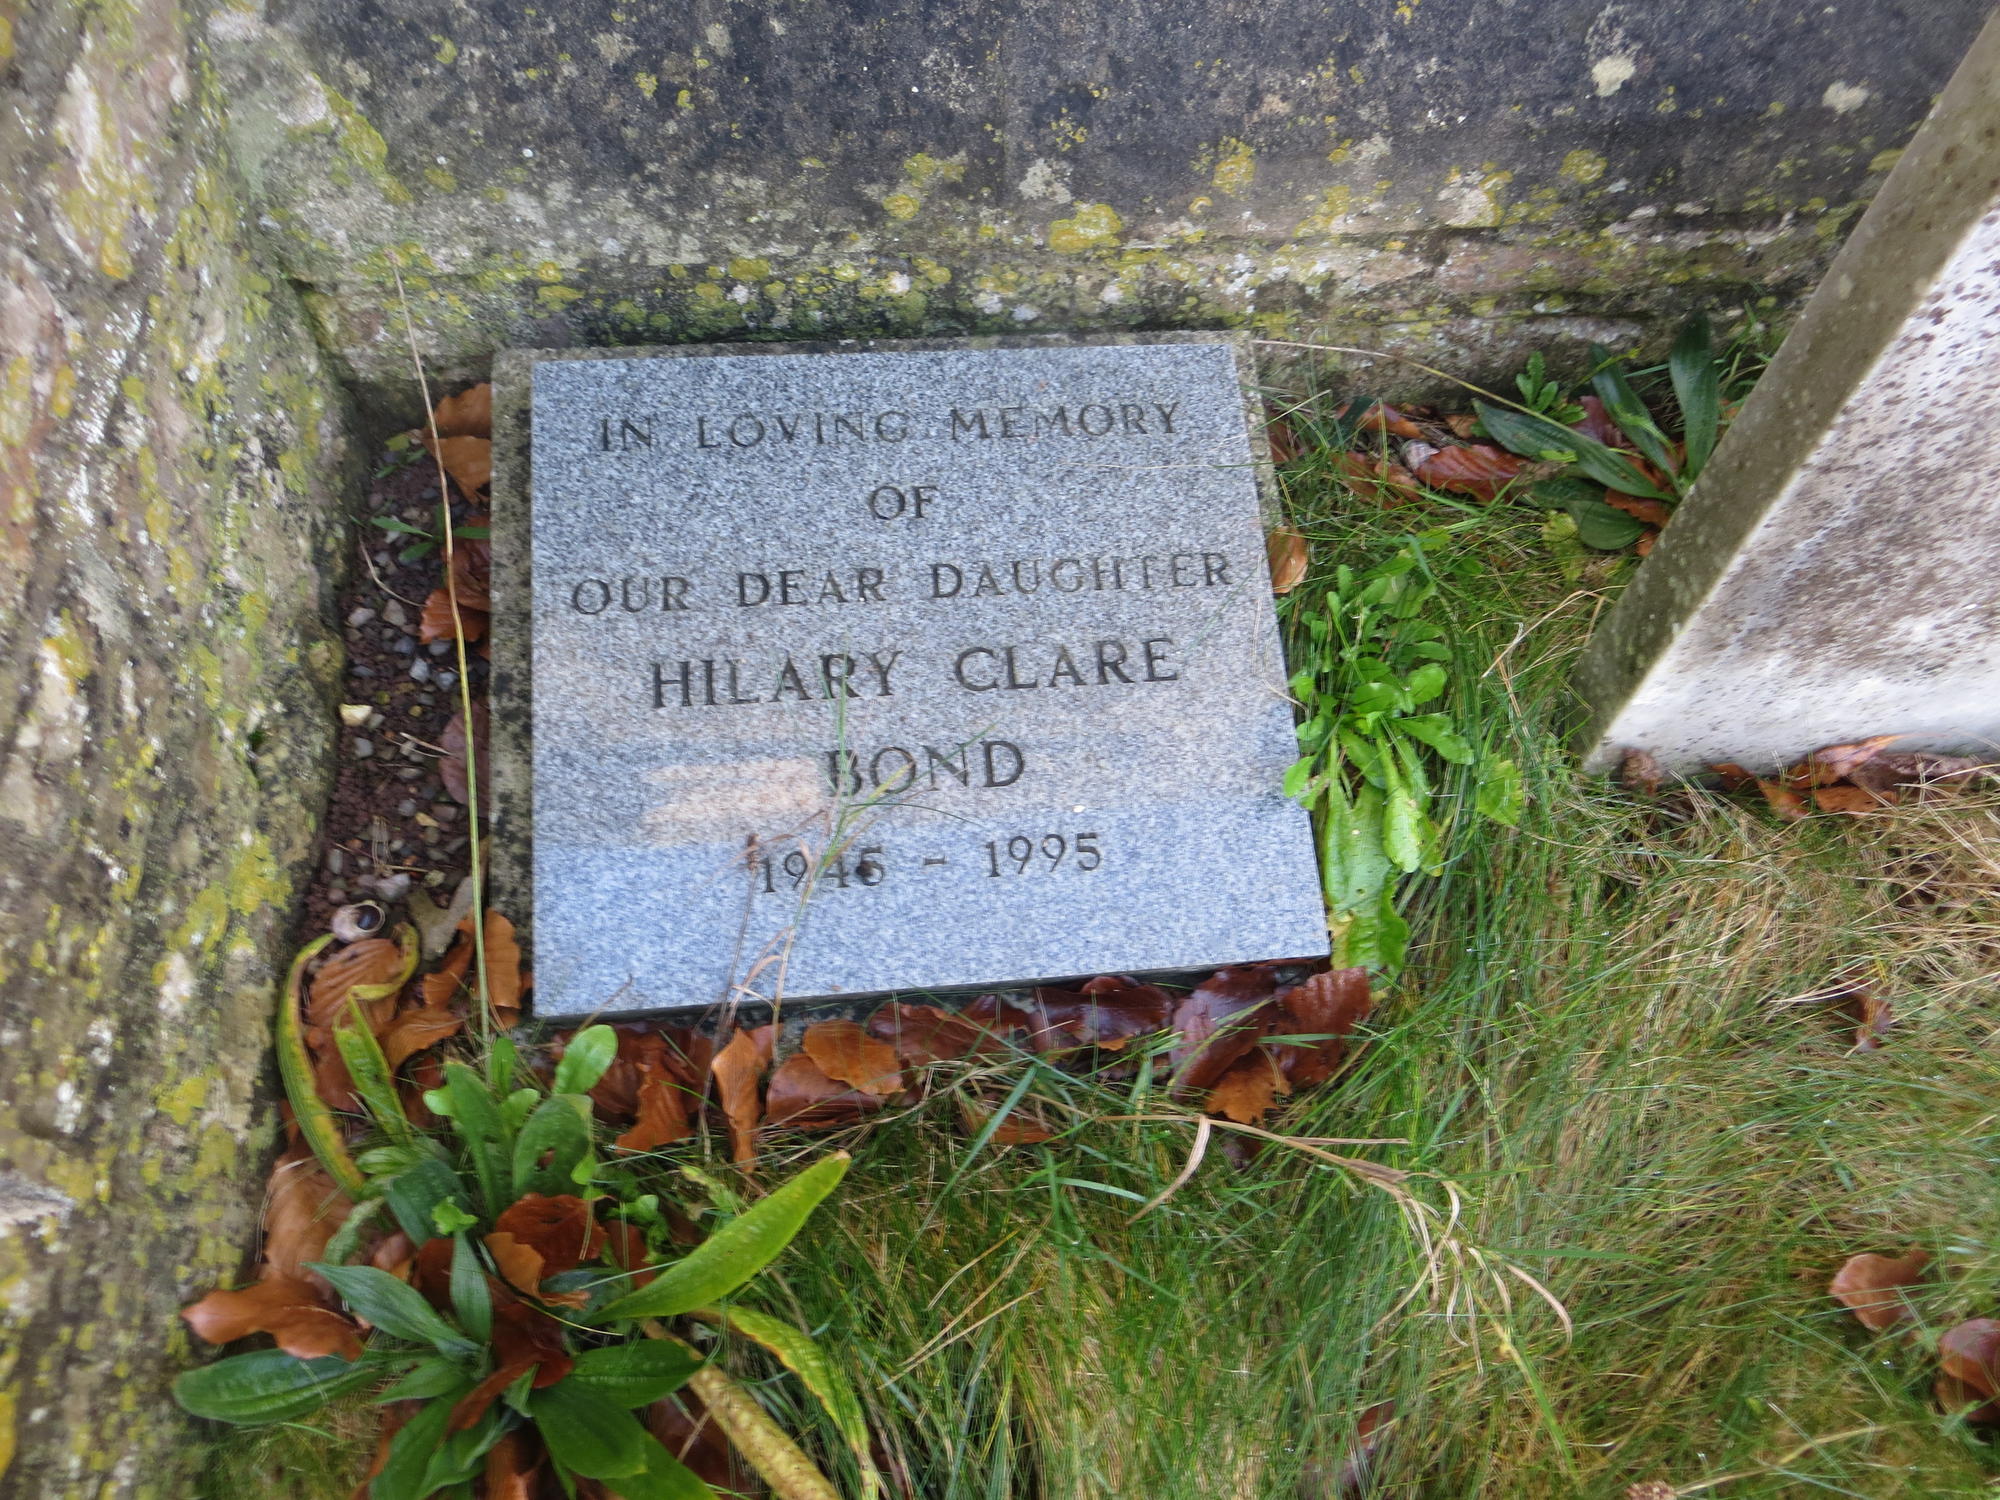 IN LOVING MEMORY
OF
OUR DEAR DAUGHTER
HILARY CLARE
BOND
1945 - 1995